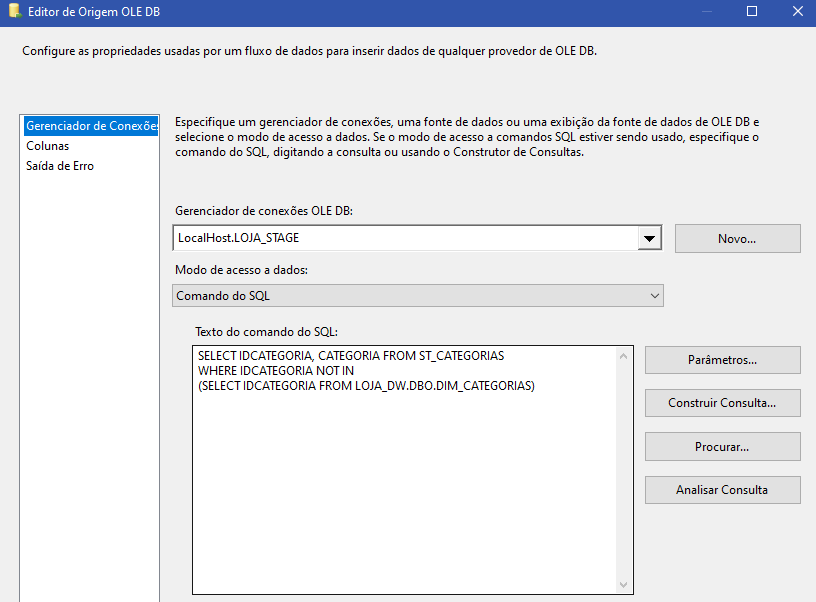 Editor de Origem OLE DB
Configure as propriedades usadas por um fluxo de dados para inserir dados de qualquer provedor de OLE DB.
Gerenciador de Conexões
Colunas
Saída de Erro
Especifique um gerenciador de conexões, uma fonte de dados ou uma exibição da fonte de dados de OLE DB e
selecione o modo de acesso a dados. Se o modo de acesso a comandos SQL estiver sendo usado, especifique o
comando do SQL, digitando a consulta ou usando o Construtor de Consultas.
Gerenciador de conexões OLE DB:
LocalHost.LOJA_STAGE
Novo...
Modo de acesso a dados:
Comando do SQL
Texto do comando do SQL:
SELECT IDCATEGORIA, CATEGORIA FROM ST_CATEGORIAS
WHERE IDCATEGORIA NOT IN
(SELECT IDCATEGORIA FROM LOJA_DW.DBO.DIM_CATEGORIAS)
Parâmetros...
Construir Consulta...
Procurar...
Analisar Consulta